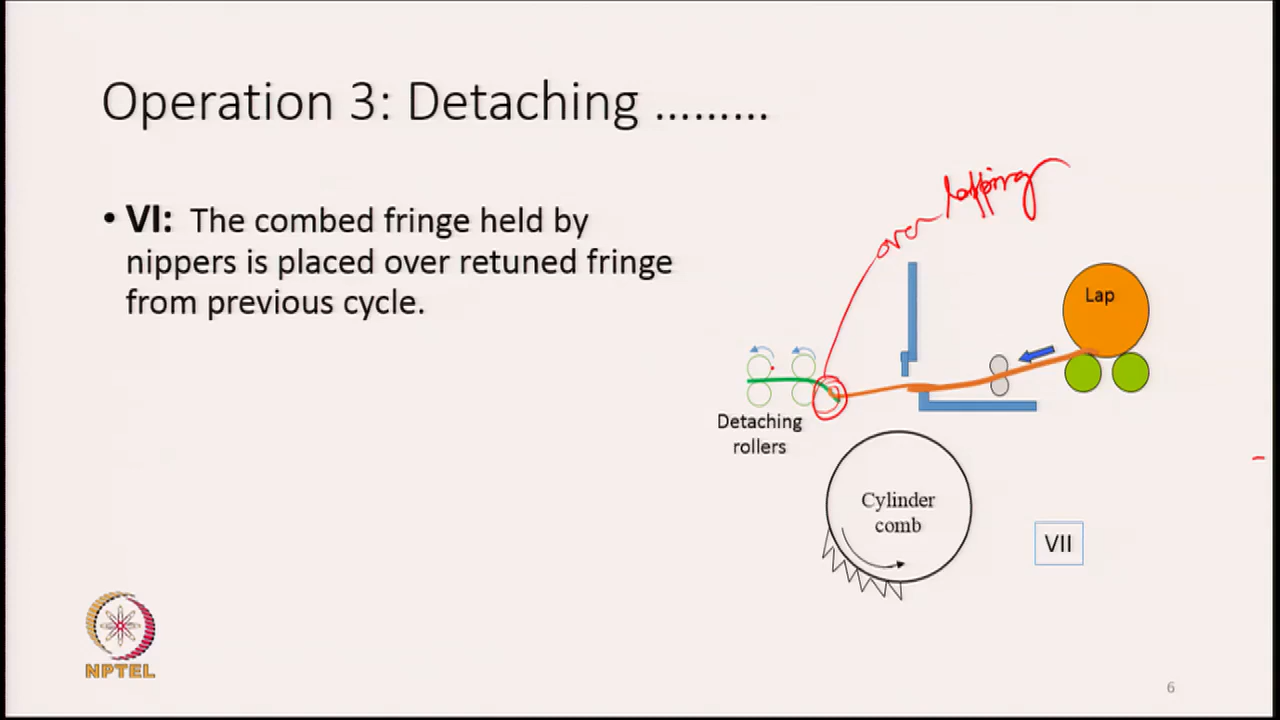 Operation 3: Detaching .........
• VI: The combed fringe held by
nippers is placed over retuned fringe
from previous cycle.
over lapping
Lap
Detaching
rollers
Cylinder
comb
VII
NPTEL
6